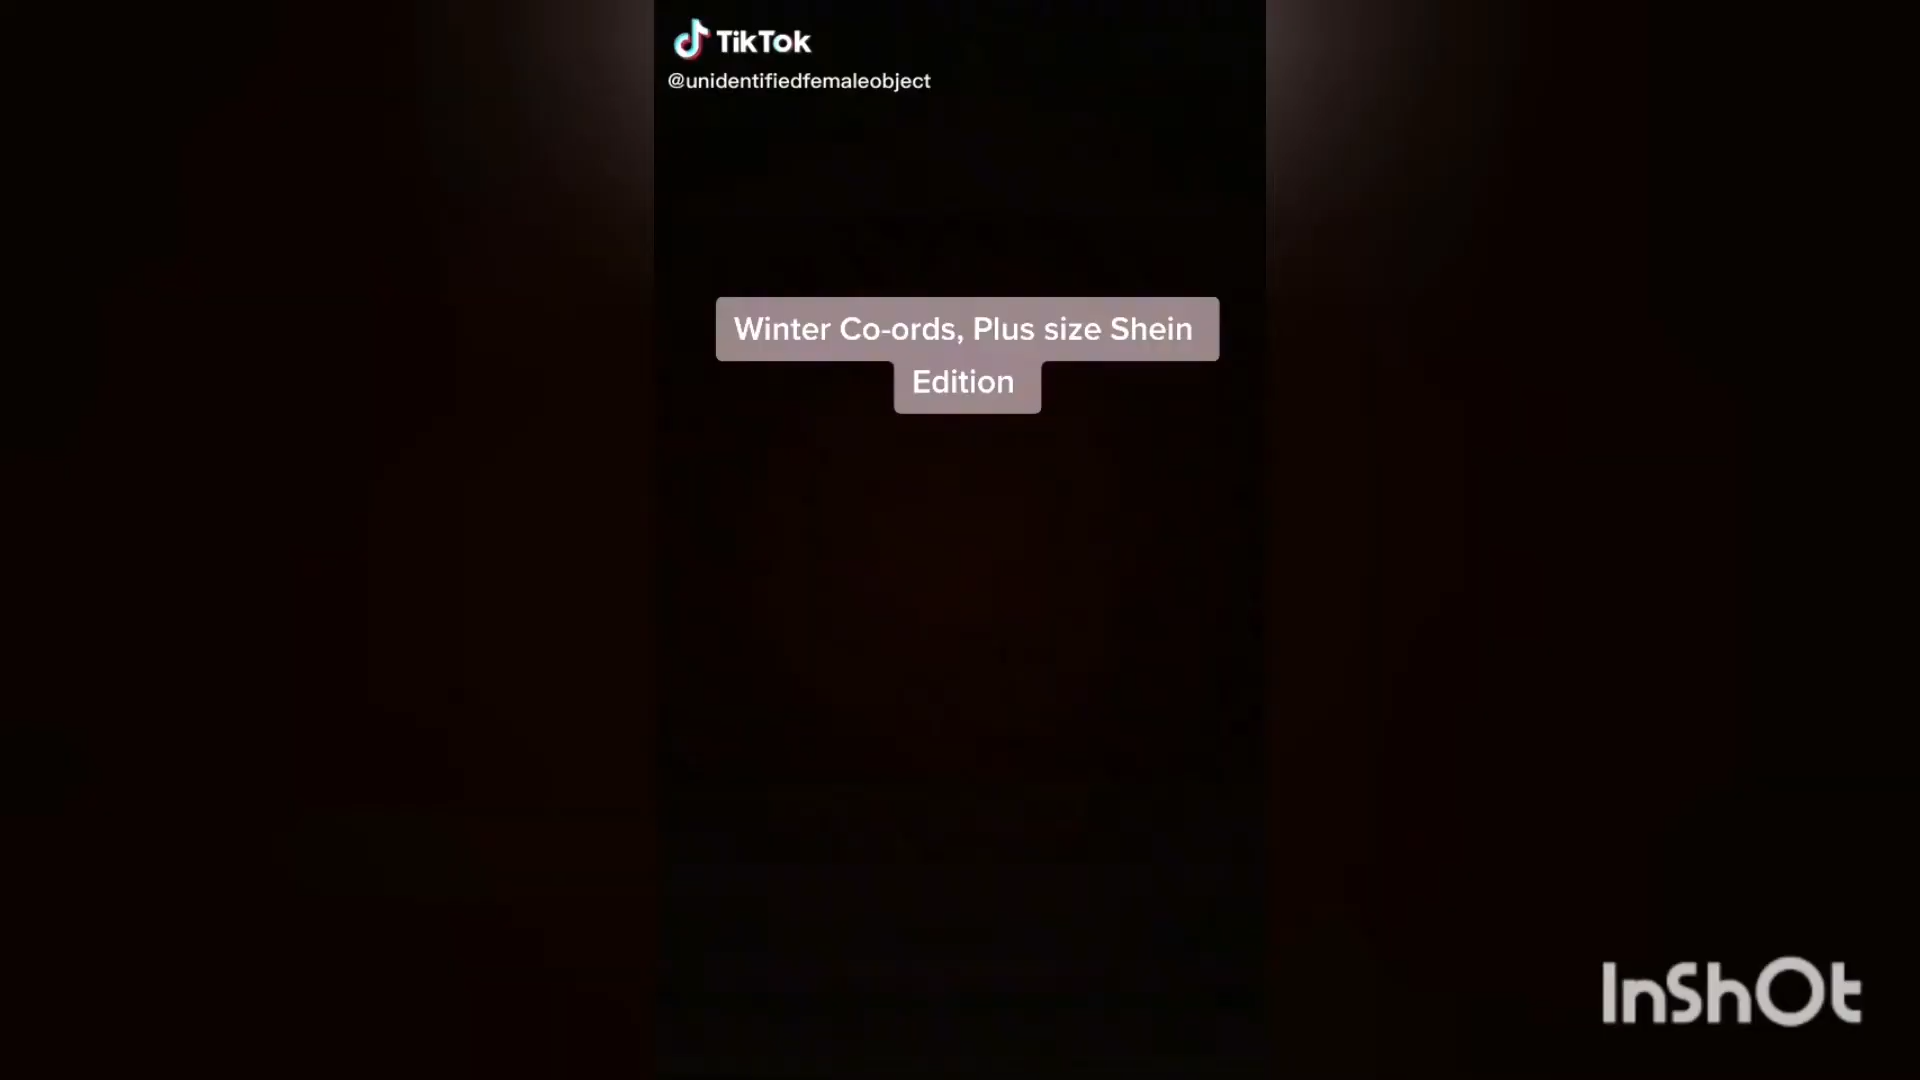 TikTok
@unidentifiedfemaleobject
Winter Co-ords, Plus size Shein
Edition
InShOt